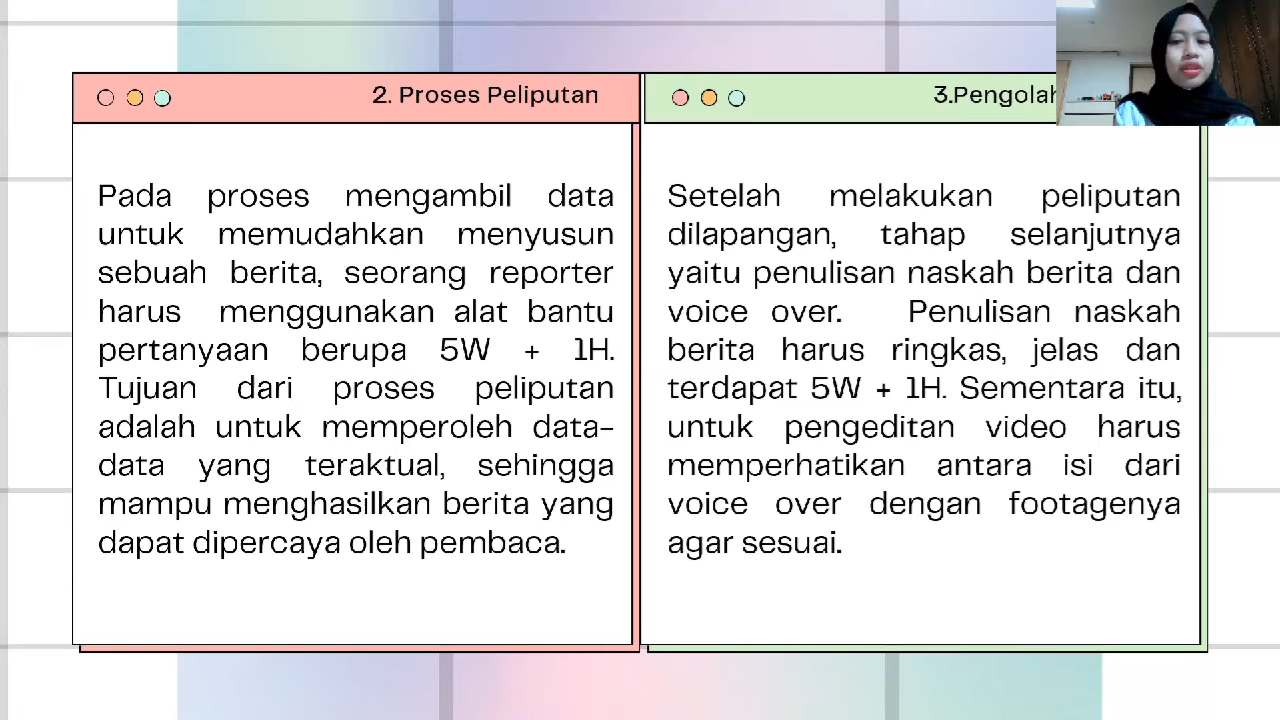 2. Proses Peliputan
Pada proses mengambil data
untuk memudahkan menyusun
sebuah berita, seorang reporter
harus menggunakan alat bantu
pertanyaan berupa 5W + 1H.
Tujuan dari proses peliputan
adalah untuk memperoleh data-
data yang teraktual, sehingga
mampu menghasilkan berita yang
dapat dipercaya oleh pembaca.
3.Pengolah
Setelah melakukan peliputan
dilapangan, tahap selanjutnya
yaitu penulisan naskah berita dan
voice over. Penulisan naskah
berita harus ringkas, jelas dan
terdapat 5W + 1H. Sementara itu,
untuk pengeditan video harus
memperhatikan antara isi dari
voice over dengan footagenya
agar sesuai.